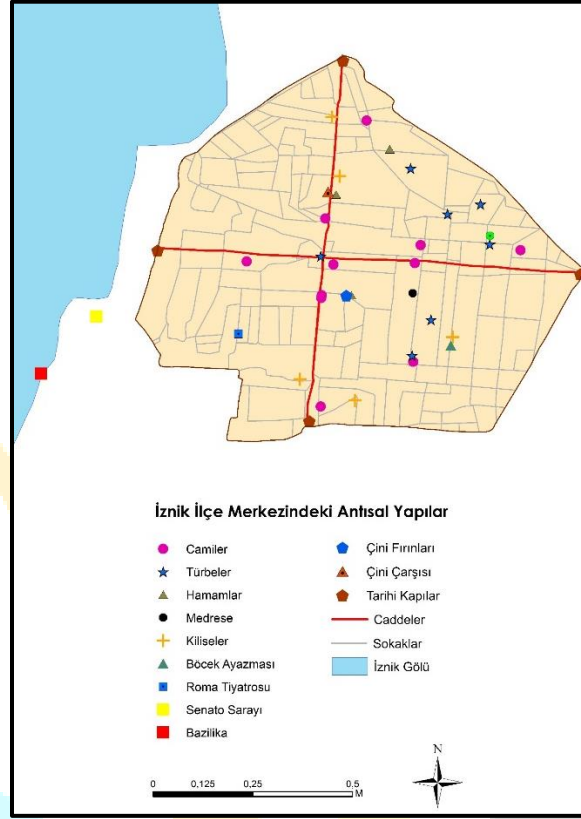 İznik İlçe Merkezindeki Antısal Yapılar
Camiler
Türbeler
Hamamlar
Medrese
Kiliseler
Böcek Ayazması
Roma Tiyatrosu
Senato Sarayı
Bazilika
Çini Fırınları
Çini Çarşısı
Tarihi Kapılar
Caddeler
Sokaklar
İznik Gölü
0 0,125 0,25 0.5
M
N